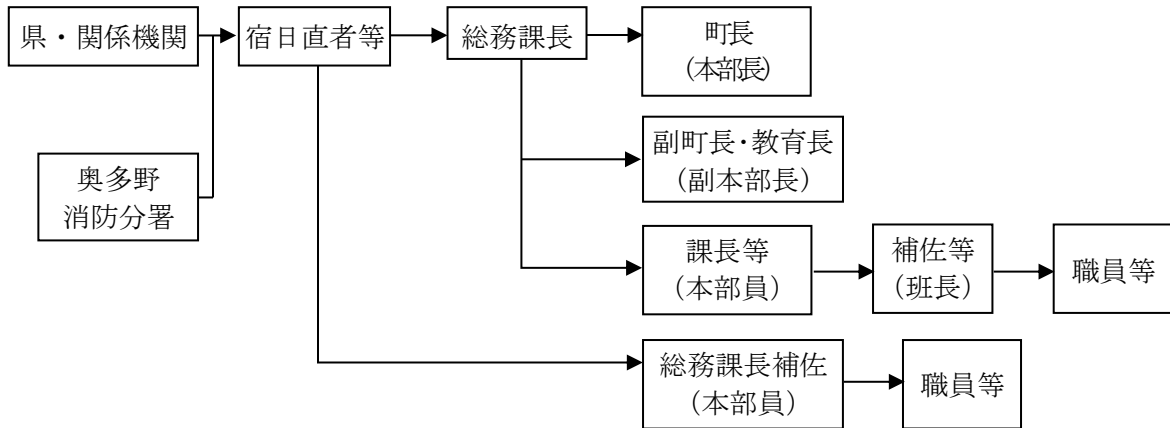 県・関係機関
宿日直者等
総務課長
町長
(本部長)
奥多野
消防分署
副町長・教育長
(副本部長)
課長等
(本部員)
補佐等
(班長)
職員等
総務課長補佐
(本部員)
職員等